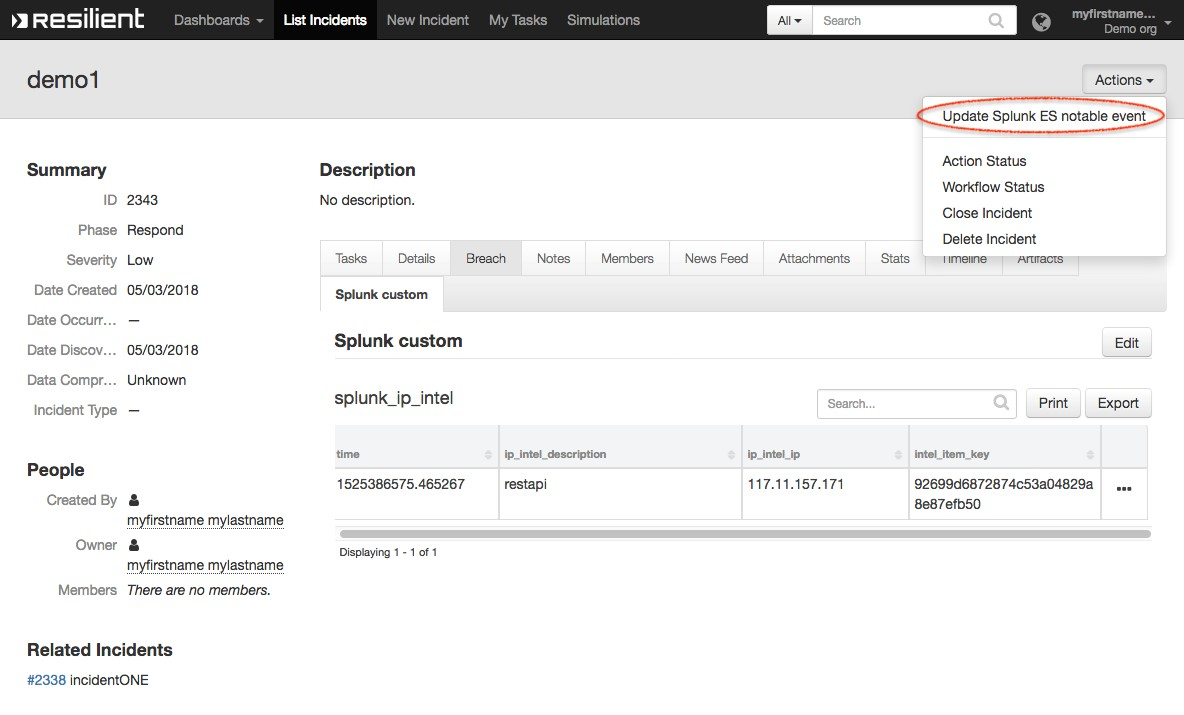 resilient
Dashboards
List Incidents
New Incident
My Tasks
Simulations
All
Search
myfirstname...
Demo org
demo1
Actions
Update Splunk ES notable event
Action Status
Workflow Status
Close Incident
Delete Incident
Summary
ID 2343
Phase Respond
Severity Low
Date Created 05/03/2018
Date Occurr... —
Date Discov... 05/03/2018
Data Compr... Unknown
Incident Type —
People
Created By
myfirstname mylastname
Owner
myfirstname mylastname
Members There are no members.
Related Incidents
#2338 incidentONE
Description
No description.
Tasks Details Breach Notes Members News Feed Attachments Stats Timeline Artifacts
Splunk custom
Splunk custom
Edit
splunk_ip_intel
Search...
Print
Export
time ip_intel_description ip_intel_ip intel_item_key
1525386575.465267 restapi 117.11.157.171 92699d6872874c53a04829a
8e87efb50
Displaying 1 - 1 of 1